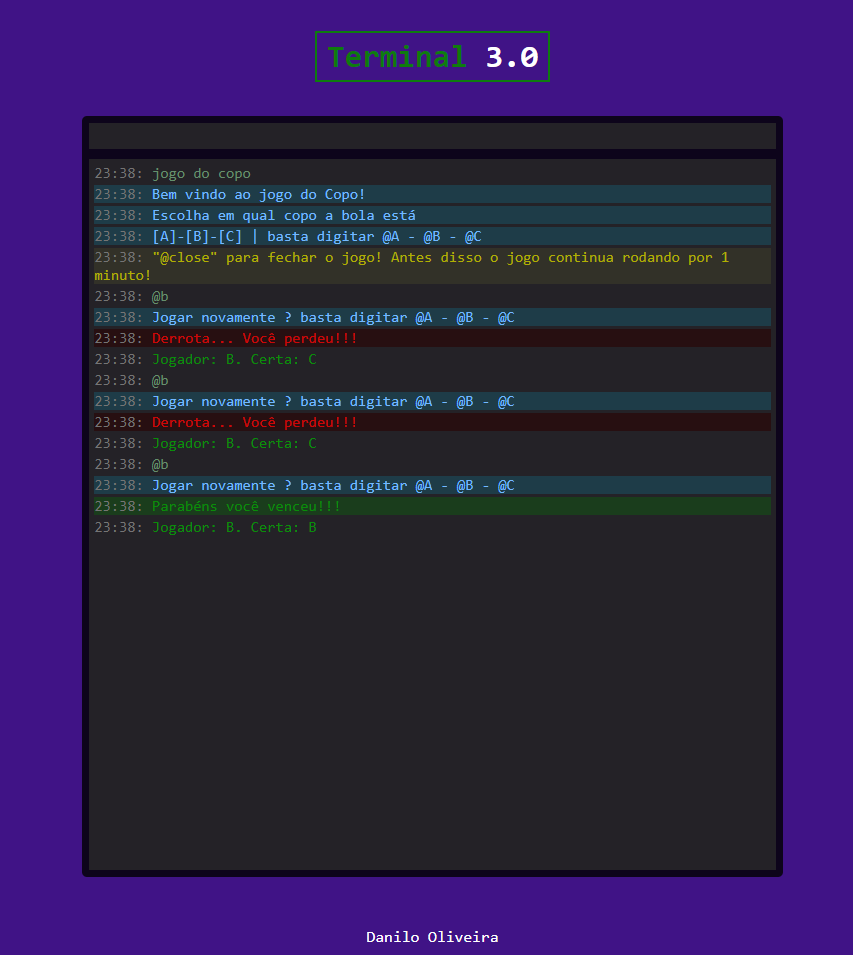 Terminal 3.0
23:38: jogo do copo
23:38: Bem vindo ao jogo do Copo!
23:38: Escolha em qual copo a bola está
23:38: [A]-[B]-[C] | basta digitar @A - @B - @C
23:38: "@close" para fechar o jogo! Antes disso o jogo continua rodando por 1
minuto!
23:38: @b
23:38: Jogar novamente ? basta digitar @A - @B - @C
23:38: Derrota... Você perdeu!!!
23:38: Jogador: B. Certa: C
23:38: @b
23:38: Jogar novamente ? basta digitar @A - @B - @C
23:38: Derrota... Você perdeu!!!
23:38: Jogador: B. Certa: C
23:38: @b
23:38: Jogar novamente ? basta digitar @A - @B - @C
23:38: Parabéns você venceu!!!
23:38: Jogador: B. Certa: B
Danilo Oliveira